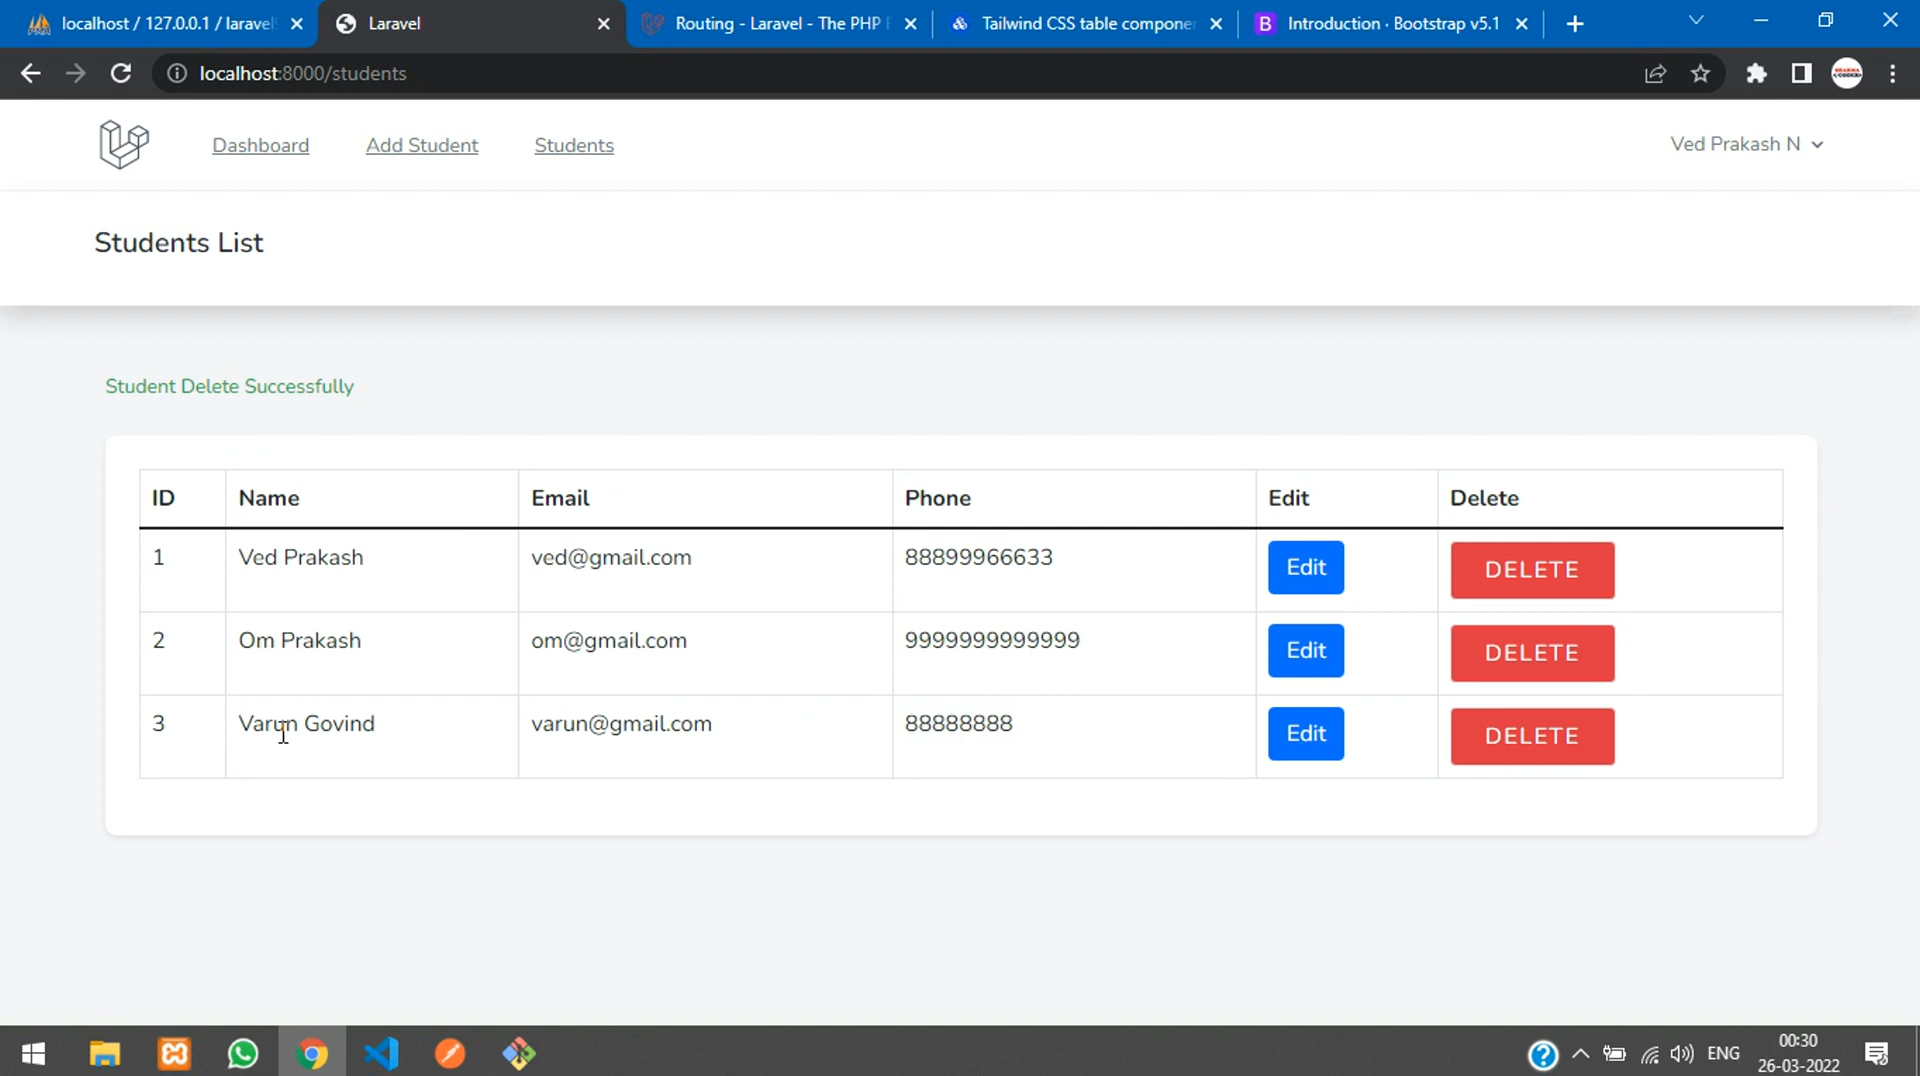 localhost / 127.0.0.1 / laravel
Laravel
Routing - Laravel - The PHP F
Tailwind CSS table componen
B Introduction · Bootstrap v5.1
localhost:8000/students
Dashboard
Add Student
Students
Ved Prakash N
Students List
Student Delete Successfully
ID Name Email Phone Edit Delete
1 Ved Prakash ved@gmail.com 88899966633 Edit DELETE
2 Om Prakash om@gmail.com 9999999999999 Edit DELETE
3 Varun Govind varun@gmail.com 88888888 Edit DELETE
ENG
00:30
26-03-2022